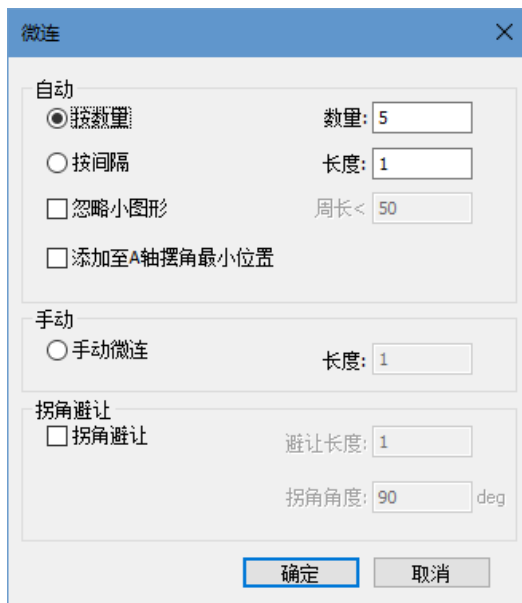 微连
自动
按数量 数量: 5
按间隔 长度: 1
忽略小图形 周长< 50
添加至A轴摆角最小位置
手动
手动微连 长度: 1
拐角避让
拐角避让 避让长度: 1
拐角角度: 90 deg
确定 取消